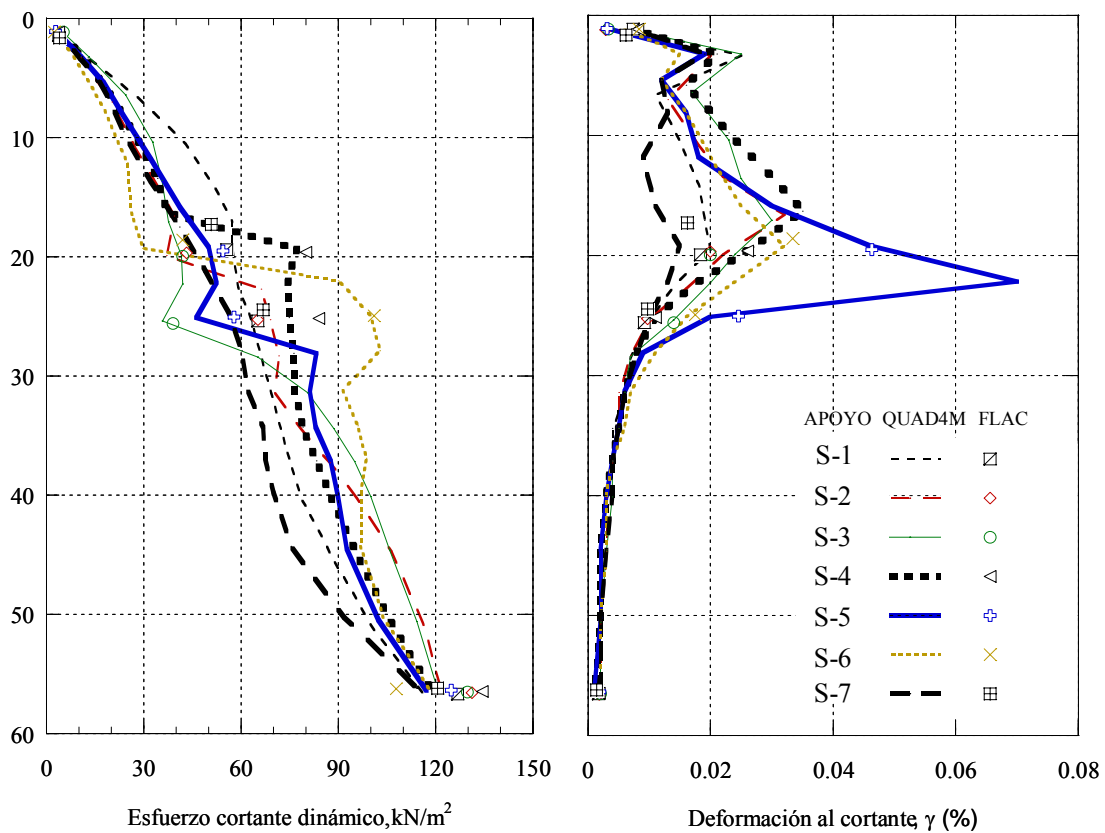 0
10
20
30
40
50
60
0 30 60 90 120 150
Esfuerzo cortante dinámico,kN/m²
0 0.02 0.04 0.06 0.08
Deformación al cortante, γ (%)
APOYO QUAD4M FLAC
S-1
S-2
S-3
S-4
S-5
S-6
S-7